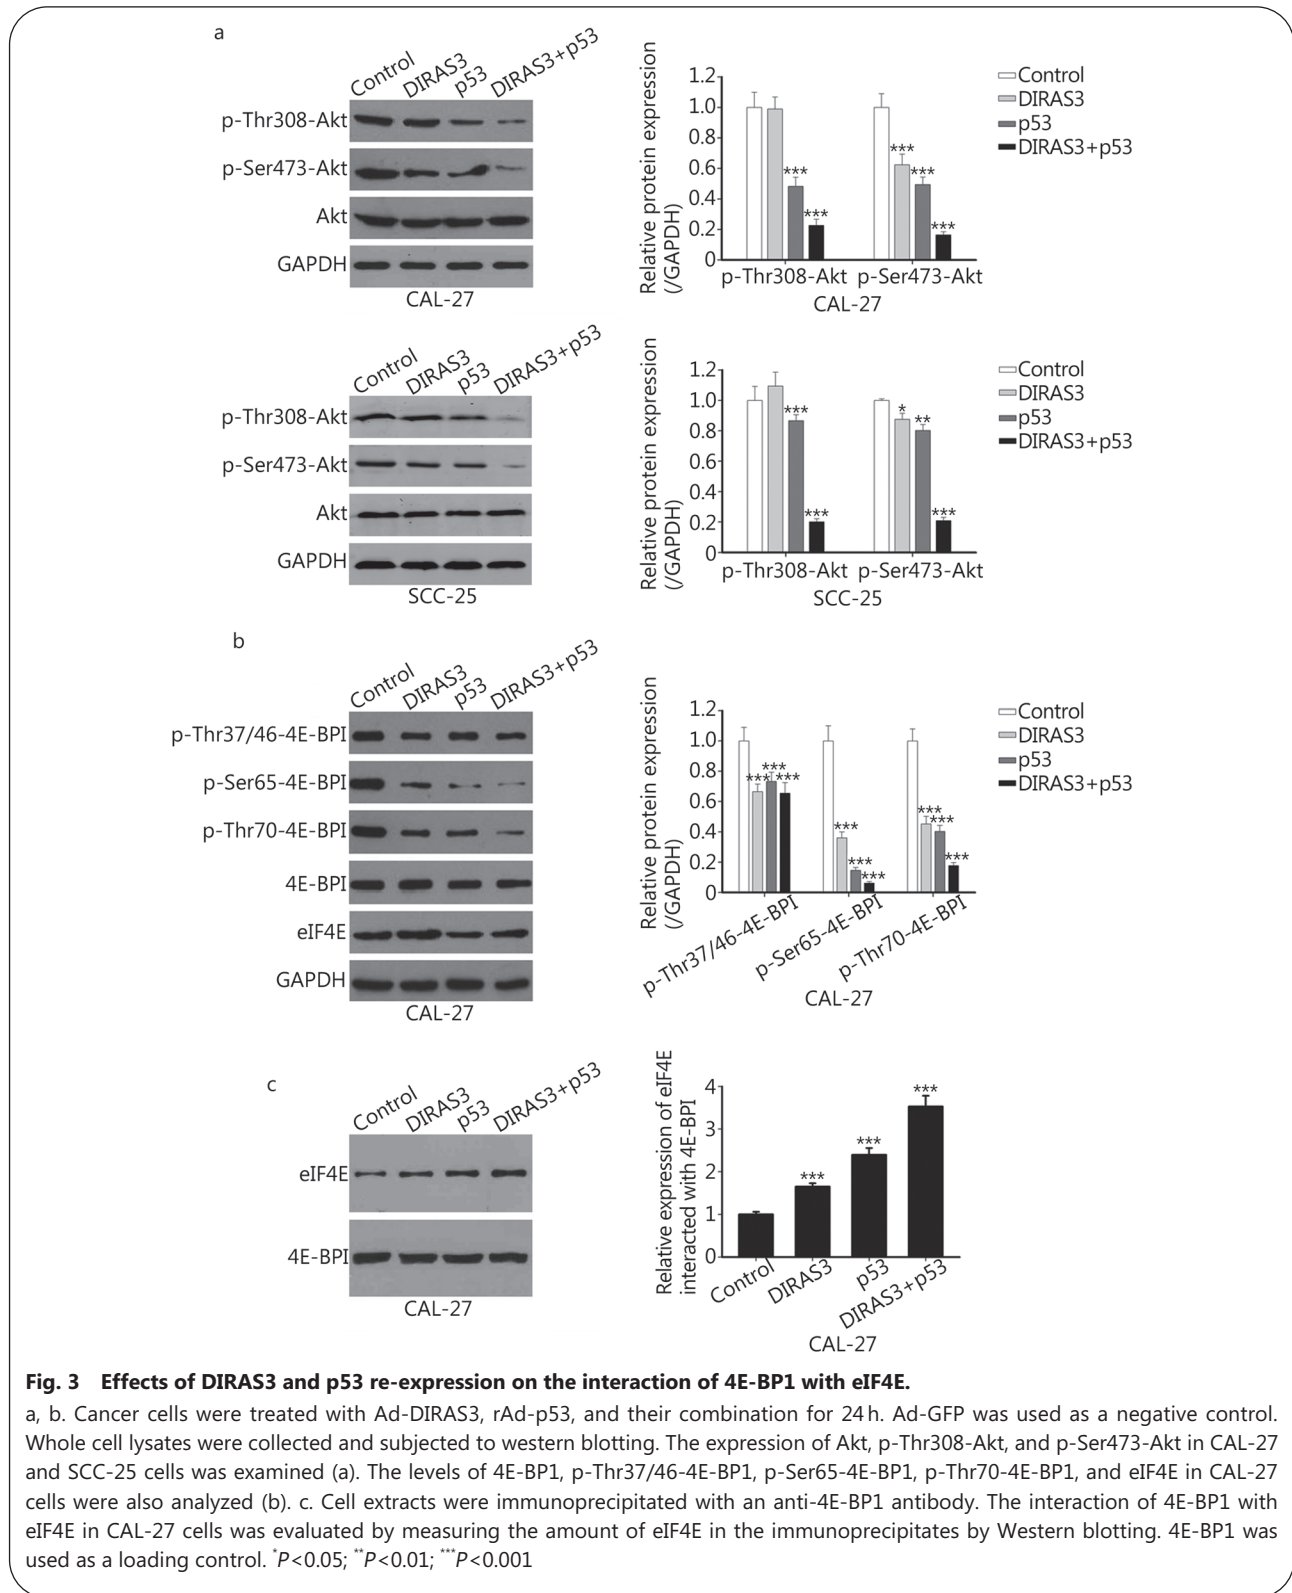 a
Control
DIRAS3
p53
DIRAS3+p53
p-Thr308-Akt
p-Ser473-Akt
Akt
GAPDH
CAL-27
Relative protein expression
(/GAPDH)
1.2
1.0
0.8
0.6
0.4
0.2
0
***
***
***
***
***
p-Thr308-Akt
p-Ser473-Akt
CAL-27
Control
DIRAS3
p53
DIRAS3+p53
Control
DIRAS3
p53
DIRAS3+p53
p-Thr308-Akt
p-Ser473-Akt
Akt
GAPDH
SCC-25
Relative protein expression
(/GAPDH)
1.2
1.0
0.8
0.6
0.4
0.2
0
***
***
*
**
***
p-Thr308-Akt
p-Ser473-Akt
SCC-25
Control
DIRAS3
p53
DIRAS3+p53
b
Control
DIRAS3
p53
DIRAS3+p53
p-Thr37/46-4E-BPI
p-Ser65-4E-BPI
p-Thr70-4E-BPI
4E-BPI
eIF4E
GAPDH
CAL-27
Relative protein expression
(/GAPDH)
1.2
1.0
0.8
0.6
0.4
0.2
0
***
***
***
***
***
***
***
***
***
p-Thr37/46-4E-BPI
p-Ser65-4E-BPI
p-Thr70-4E-BPI
CAL-27
Control
DIRAS3
p53
DIRAS3+p53
c
Control
DIRAS3
p53
DIRAS3+p53
eIF4E
4E-BPI
CAL-27
Relative expression of eIF4E
interacted with 4E-BPI
4
3
2
1
0
***
***
***
Control
DIRAS3
p53
DIRAS3+p53
CAL-27
Fig. 3 Effects of DIRAS3 and p53 re-expression on the interaction of 4E-BP1 with eIF4E.
a, b. Cancer cells were treated with Ad-DIRAS3, rAd-p53, and their combination for 24 h. Ad-GFP was used as a negative control.
Whole cell lysates were collected and subjected to western blotting. The expression of Akt, p-Thr308-Akt, and p-Ser473-Akt in CAL-27
and SCC-25 cells was examined (a). The levels of 4E-BP1, p-Thr37/46-4E-BP1, p-Ser65-4E-BP1, p-Thr70-4E-BP1, and eIF4E in CAL-27
cells were also analyzed (b). c. Cell extracts were immunoprecipitated with an anti-4E-BP1 antibody. The interaction of 4E-BP1 with
eIF4E in CAL-27 cells was evaluated by measuring the amount of eIF4E in the immunoprecipitates by Western blotting. 4E-BP1 was
used as a loading control. *P<0.05; **P<0.01; ***P<0.001